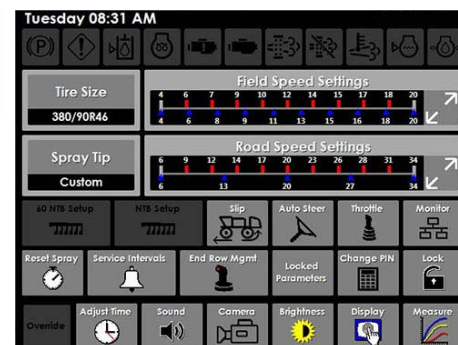 Tuesday 08:31 AM
(P)
Tire Size
380/90R46
Field Speed Settings
4 6 7 9 10 12 14 15 17 18 20
4 6 8 9 11 13 15 16 18 20
Spray Tip
Custom
Road Speed Settings
6 9 12 14 17 20 23 26 28 31 34
6 13 20 27 34
60 NTB Setup
NTB Setup
Slip
Auto Steer
Throttle
Monitor
Reset Spray
Service Intervals
End Row Mgmt
Locked
Parameters
Change PIN
Lock
Override
Adjust Time
Sound
Camera
Brightness
Display
Measure